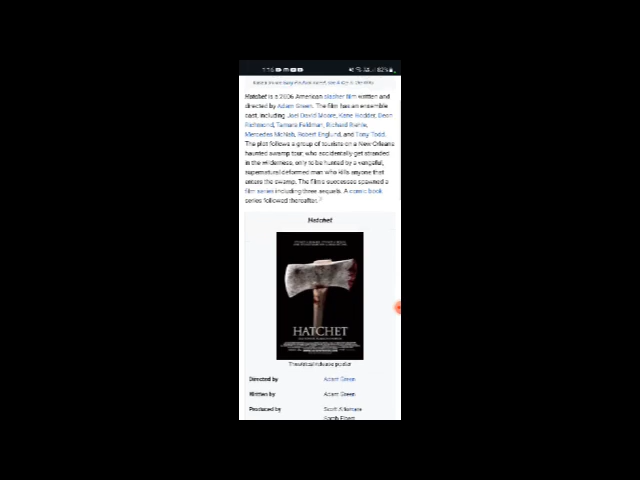 Hatchet is a 2006 American slasher film written and
directed by Adam Green. The film has an ensemble
cast, including Joel David Moore, Kane Hodder, Deon
Richmond, Tamara Feldman, Richard Riehle,
Mercedes McNab, Robert Englund, and Tony Todd.
The plot follows a group of tourists on a New Orleans
haunted swamp tour, who accidentally get stranded
in the wilderness, only to be hunted by a vengeful,
supernatural deformed man who kills anyone that
enters the swamp. The film's successes spawned a
film series including three sequels. A comic book
series followed thereafter.
Hatchet
HATCHET
Theatrical release poster
Directed by Adam Green
Written by Adam Green
Produced by Scott Altomare
Sarah Elbert